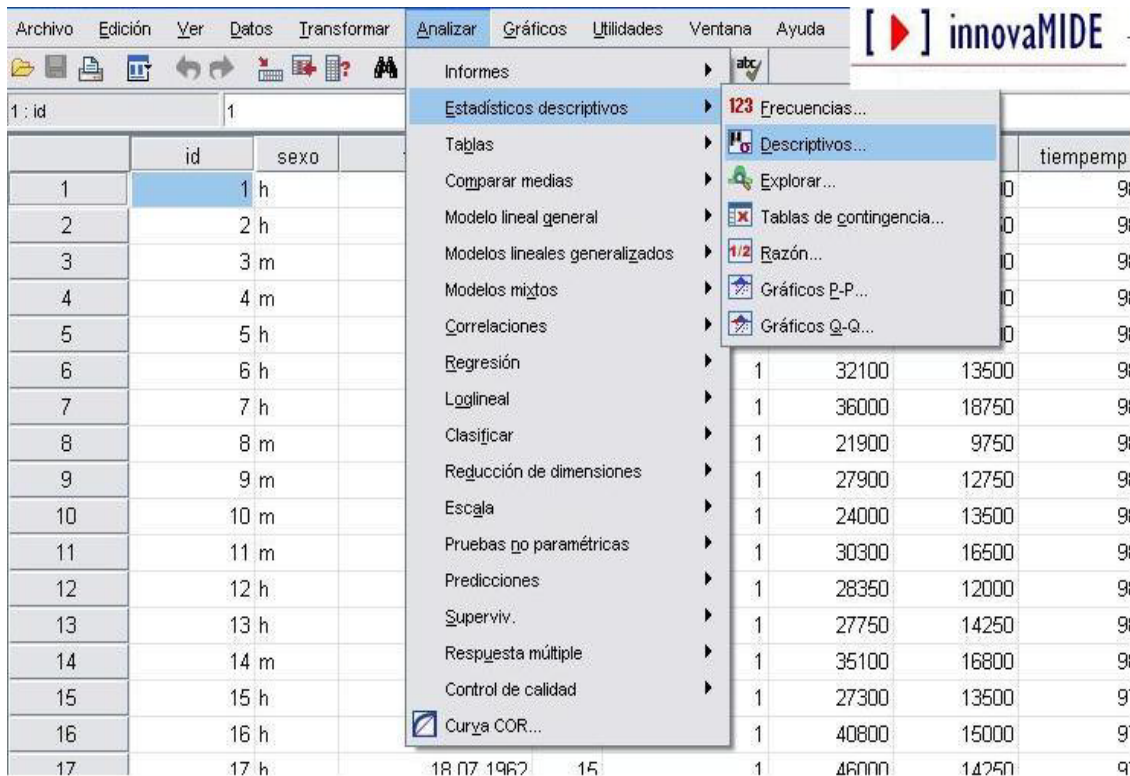 Archivo Edición Ver Datos Transformar Analizar Gráficos Utilidades Ventana Ayuda
[ ] innovaMIDE
1 : id 1
Informes
Estadísticos descriptivos
Tablas
Comparar medias
Modelo lineal general
Modelos lineales generalizados
Modelos mixtos
Correlaciones
Regresión
Loglineal
Clasificar
Reducción de dimensiones
Escala
Pruebas no paramétricas
Predicciones
Superviv.
Respuesta múltiple
Control de calidad
Curva COR...
abc
123 Frecuencias...
Descriptivos...
Explorar...
Tablas de contingencia...
1/2 Razón...
Gráficos P-P...
Gráficos Q-Q...
id sexo tiempemp
1 1 h
2 2 h
3 3 m
4 4 m
5 5 h
6 6 h 1 32100 13500
7 7 h 1 36000 18750
8 8 m 1 21900 9750
9 9 m 1 27900 12750
10 10 m 1 24000 13500
11 11 m 1 30300 16500
12 12 h 1 28350 12000
13 13 h 1 27750 14250
14 14 m 1 35100 16800
15 15 h 1 27300 13500
16 16 h 1 40800 15000
17 17 h 18.07.1962 15 1 46000 14250